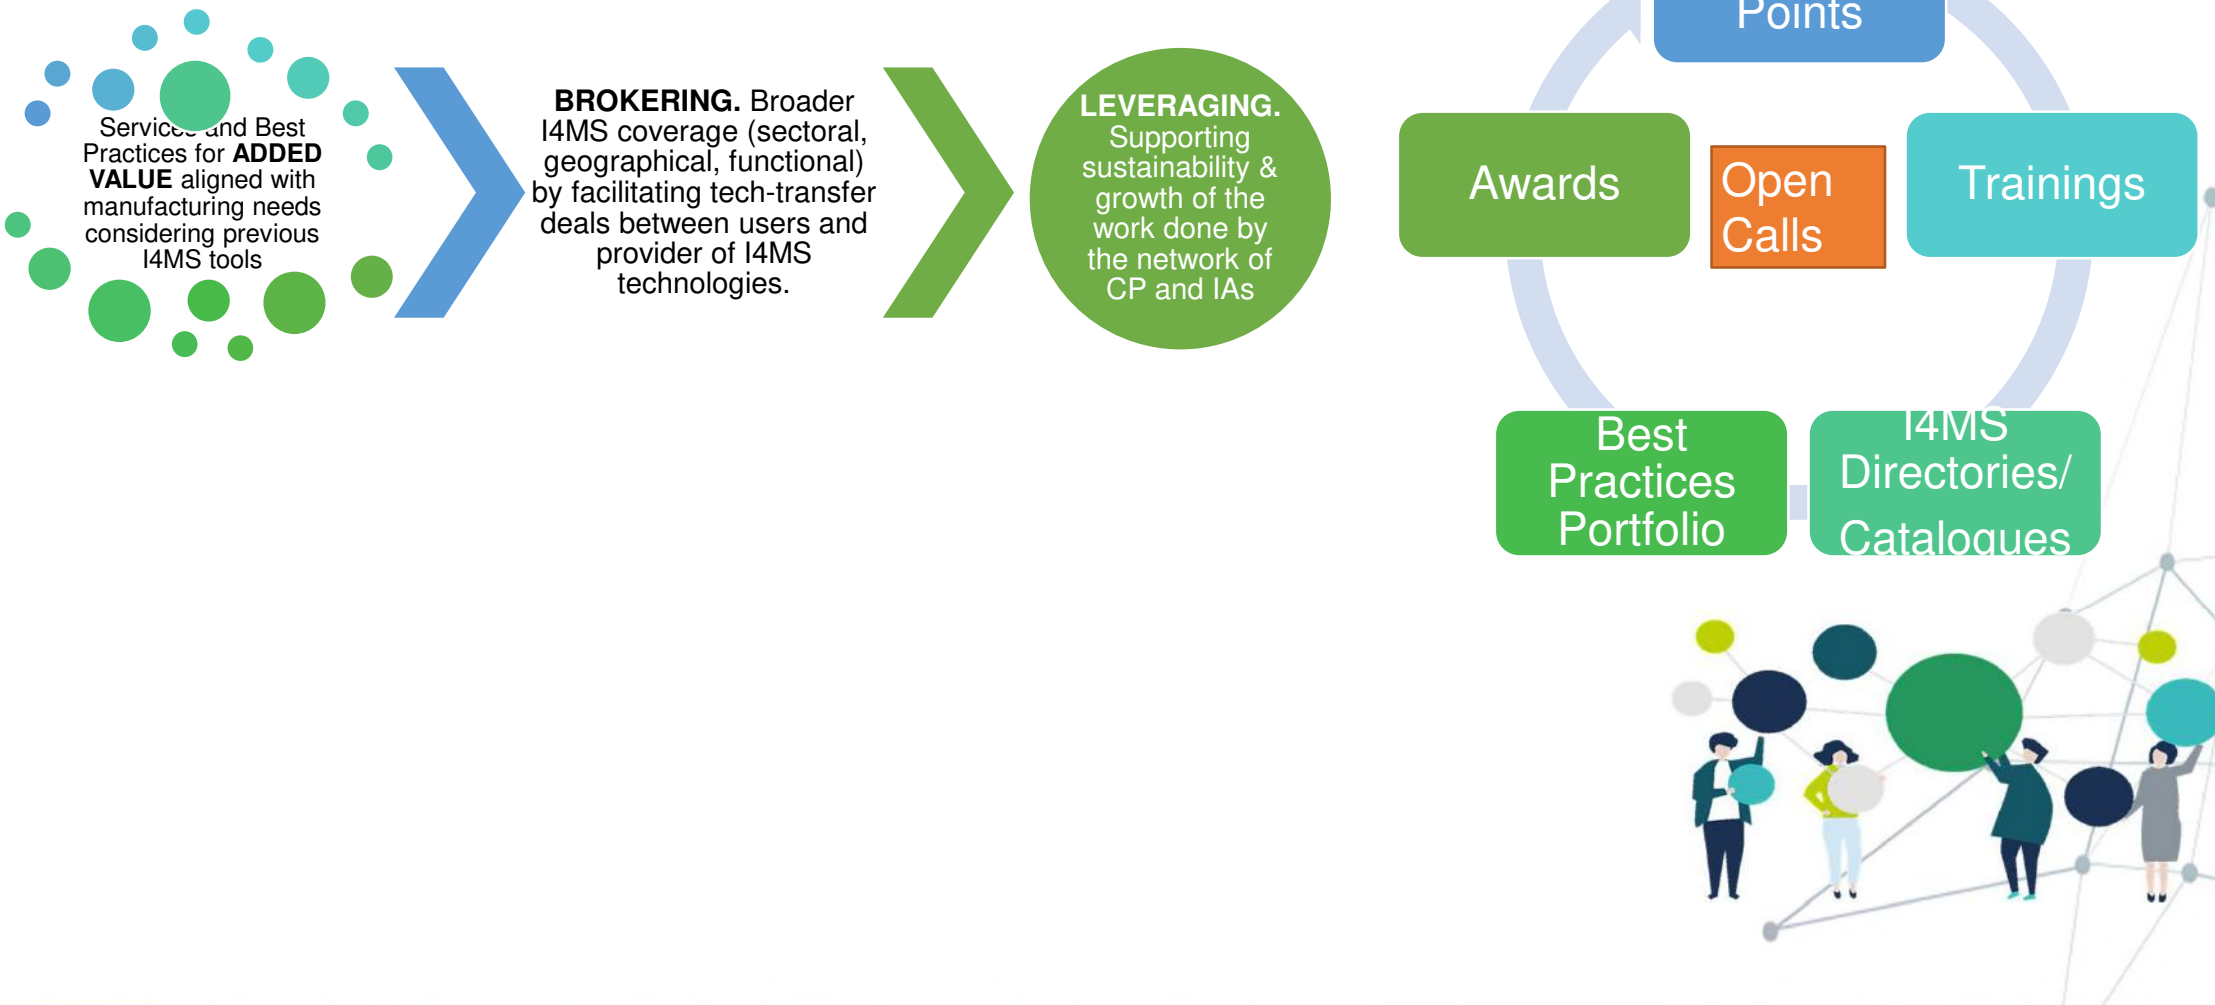 Services and Best
Practices for ADDED
VALUE aligned with
manufacturing needs
considering previous
I4MS tools
BROKERING. Broader
I4MS coverage (sectoral,
geographical, functional)
by facilitating tech-transfer
deals between users and
provider of I4MS
technologies.
LEVERAGING.
Supporting
sustainability &
growth of the
work done by
the network of
CP and IAs
Points
Awards
Open
Calls
Trainings
Best
Practices
Portfolio
I4MS
Directories/
Catalogues